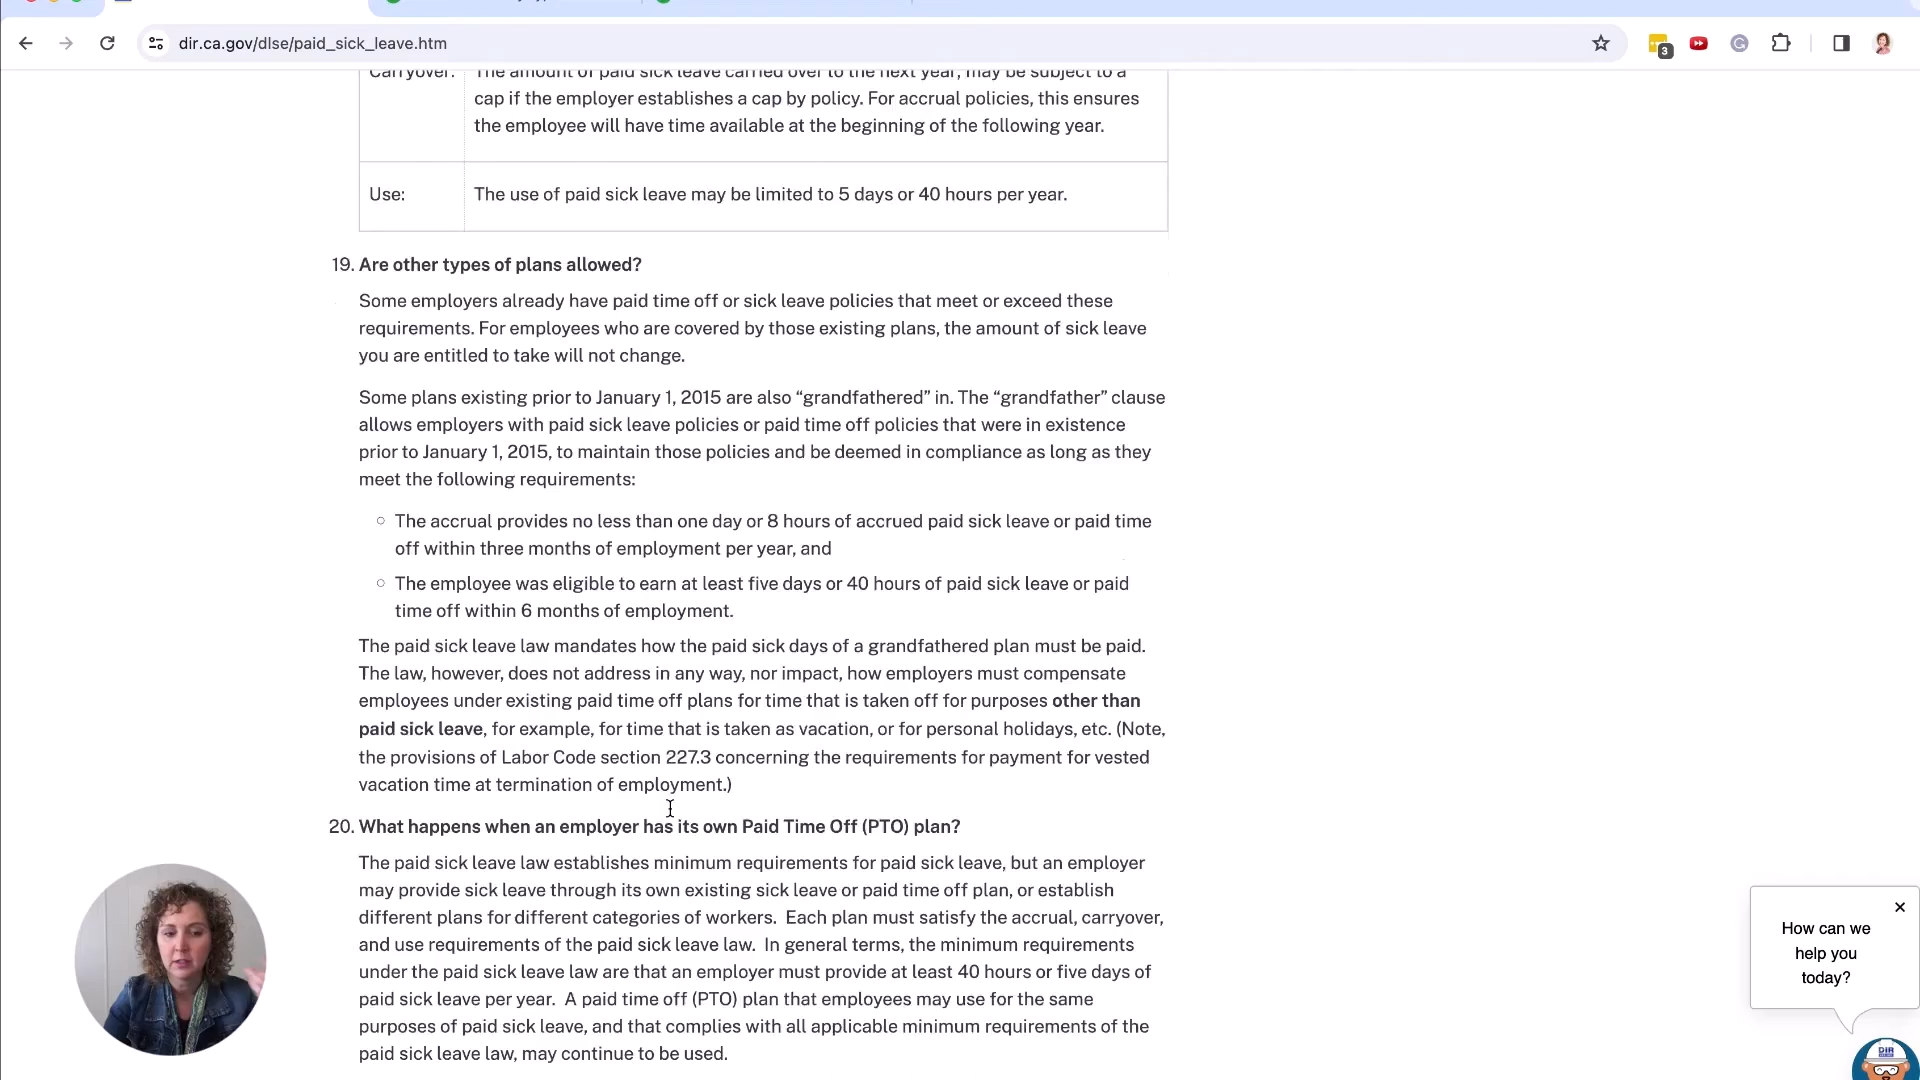 dir.ca.gov/dlse/paid_sick_leave.htm
3
Carryover: The amount of paid sick leave carried over to the next year, may be subject to a
cap if the employer establishes a cap by policy. For accrual policies, this ensures
the employee will have time available at the beginning of the following year.
Use: The use of paid sick leave may be limited to 5 days or 40 hours per year.
19. Are other types of plans allowed?
Some employers already have paid time off or sick leave policies that meet or exceed these
requirements. For employees who are covered by those existing plans, the amount of sick leave
you are entitled to take will not change.
Some plans existing prior to January 1, 2015 are also “grandfathered” in. The “grandfather” clause
allows employers with paid sick leave policies or paid time off policies that were in existence
prior to January 1, 2015, to maintain those policies and be deemed in compliance as long as they
meet the following requirements:
The accrual provides no less than one day or 8 hours of accrued paid sick leave or paid time
off within three months of employment per year, and
The employee was eligible to earn at least five days or 40 hours of paid sick leave or paid
time off within 6 months of employment.
The paid sick leave law mandates how the paid sick days of a grandfathered plan must be paid.
The law, however, does not address in any way, nor impact, how employers must compensate
employees under existing paid time off plans for time that is taken off for purposes other than
paid sick leave, for example, for time that is taken as vacation, or for personal holidays, etc. (Note,
the provisions of Labor Code section 227.3 concerning the requirements for payment for vested
vacation time at termination of employment.)
20. What happens when an employer has its own Paid Time Off (PTO) plan?
The paid sick leave law establishes minimum requirements for paid sick leave, but an employer
may provide sick leave through its own existing sick leave or paid time off plan, or establish
different plans for different categories of workers. Each plan must satisfy the accrual, carryover,
and use requirements of the paid sick leave law. In general terms, the minimum requirements
under the paid sick leave law are that an employer must provide at least 40 hours or five days of
paid sick leave per year. A paid time off (PTO) plan that employees may use for the same
purposes of paid sick leave, and that complies with all applicable minimum requirements of the
paid sick leave law, may continue to be used.
How can we
help you
today?
DIR